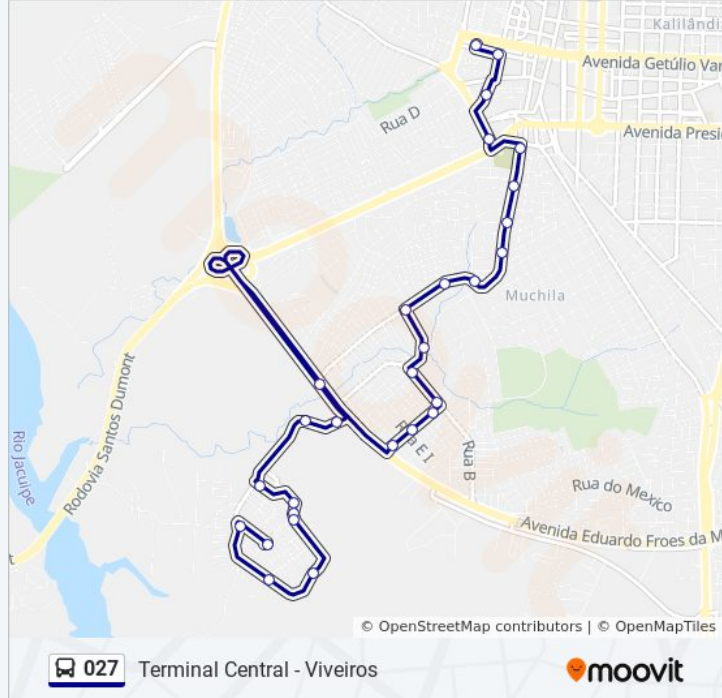 Kalilândi
Avenida Getúlio Var
Rua D
Avenida Presi
Muchila
Rodovia Santos Dumont
Rio Jacuípe
Rua E I
Rua B
Rua do Mexico
Avenida Eduardo Froes da M
t
© OpenStreetMap contributors | © OpenMapTiles
027 Terminal Central - Viveiros
moovit